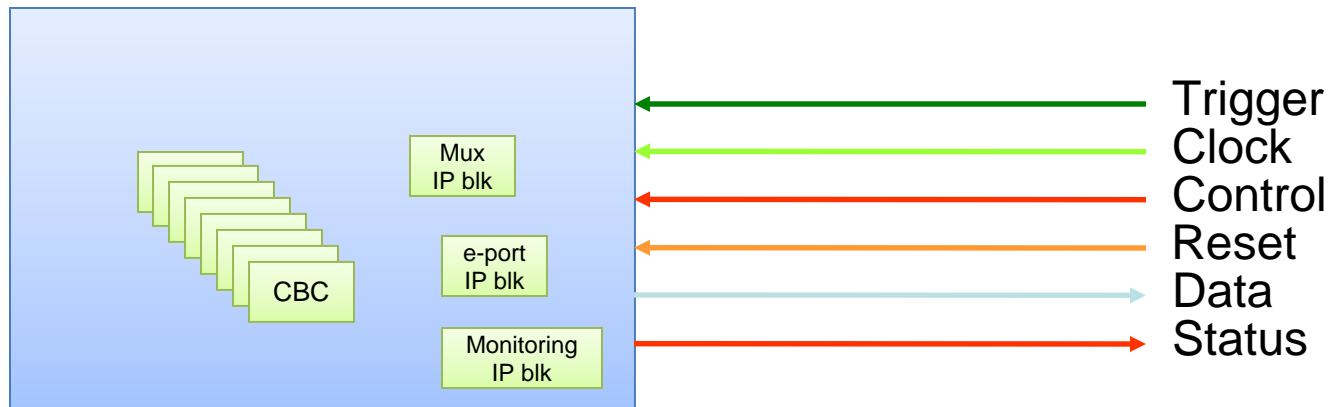 Mux
IP blk
e-port
IP blk
CBC
Monitoring
IP blk
Trigger
Clock
Control
Reset
Data
Status